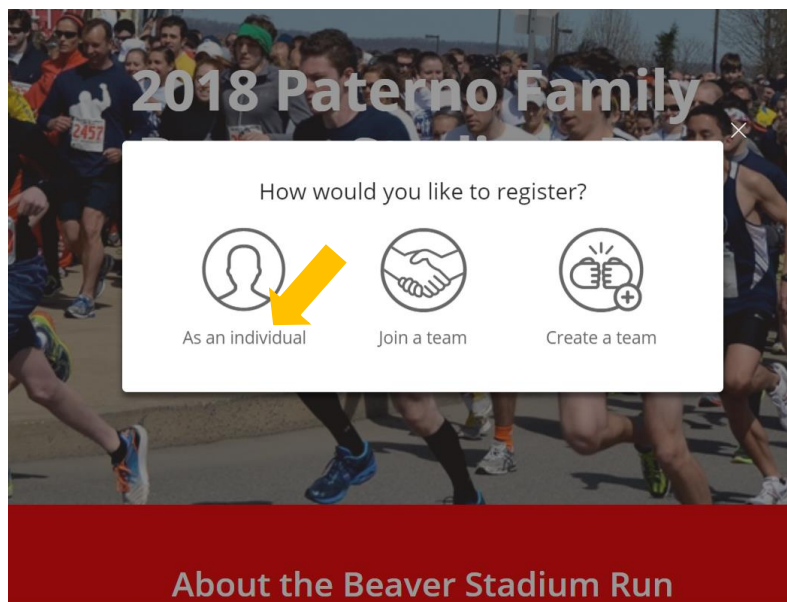 2457
2018 Paterno Family
How would you like to register?
As an individual
Join a team
Create a team
About the Beaver Stadium Run